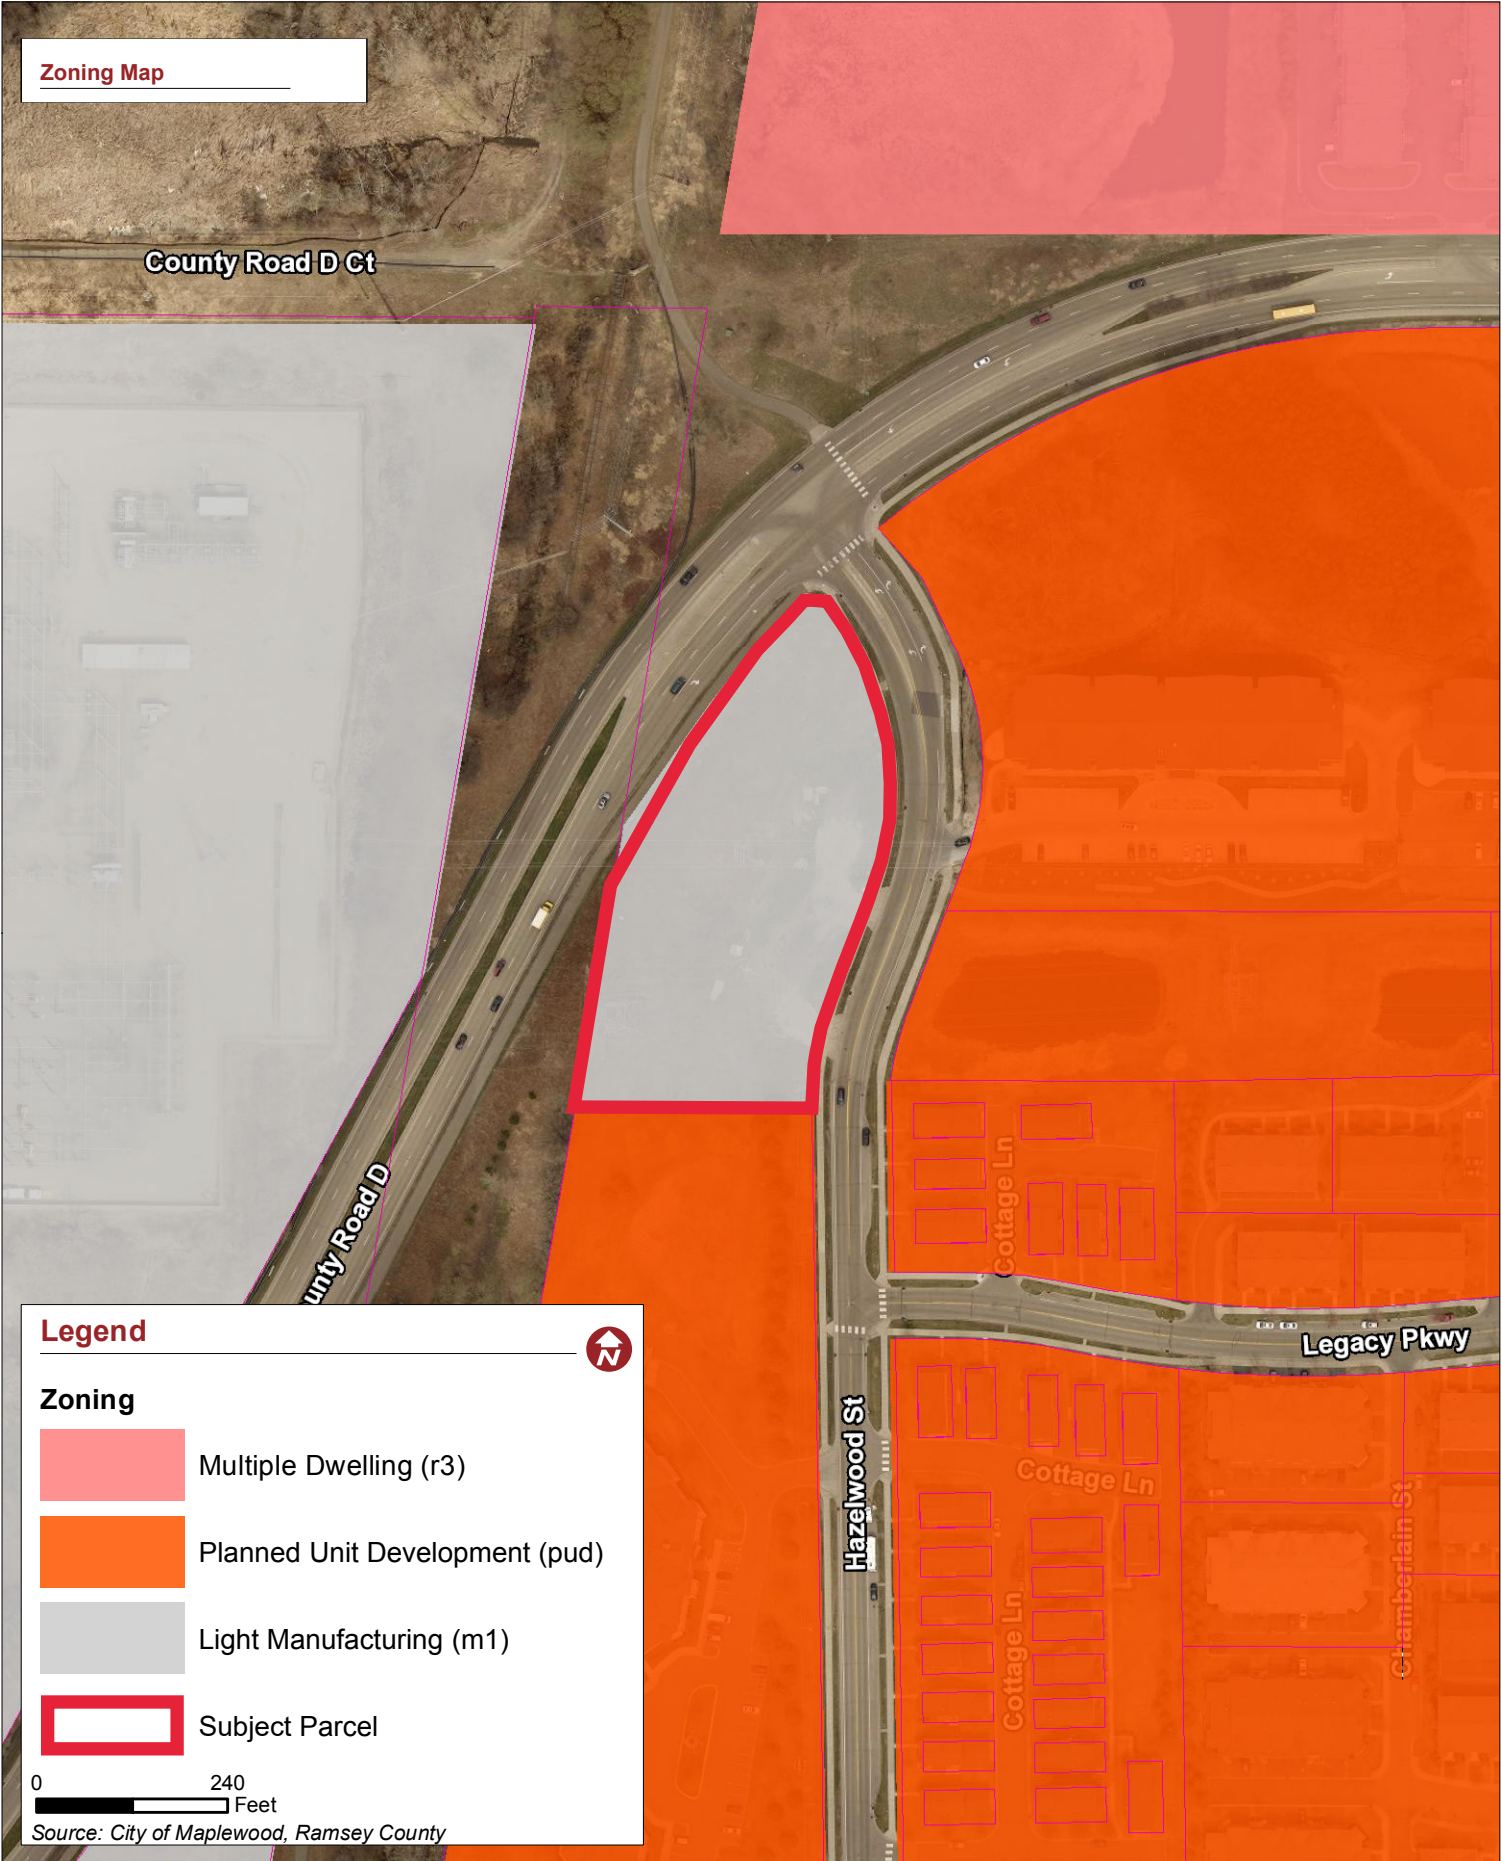 Zoning Map
County Road D Ct
unty Road D
Cottage Ln
Legacy Pkwy
Hazelwood St
Cottage Ln
Chamberlain St
Cottage Ln
Legend
N
Zoning
Multiple Dwelling (r3)
Planned Unit Development (pud)
Light Manufacturing (m1)
Subject Parcel
0 240
Feet
Source: City of Maplewood, Ramsey County